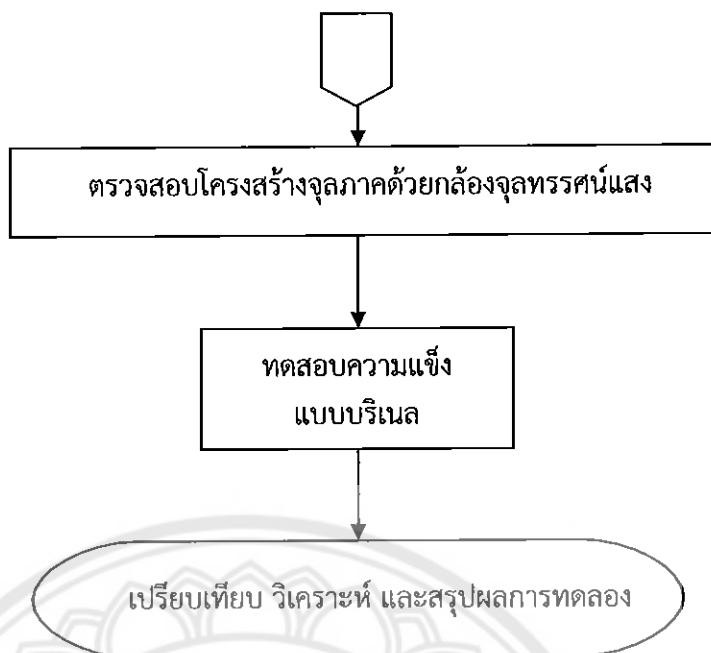 ตรวจสอบโครงสร้างจุลภาคด้วยกล้องจุลทรรศน์แสง
ทดสอบความแข็ง
แบบบริเนล
เปรียบเทียบ วิเคราะห์ และสรุปผลการทดลอง